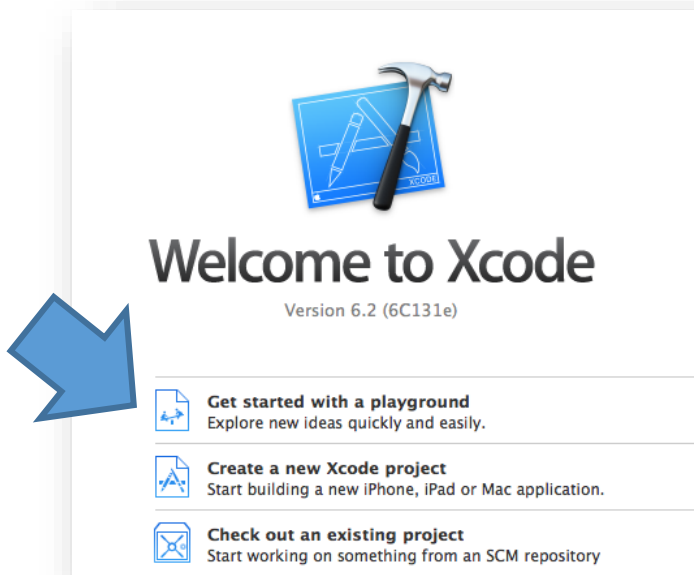 XCODE
Welcome to Xcode
Version 6.2 (6C131e)
Get started with a playground
Explore new ideas quickly and easily.
Create a new Xcode project
Start building a new iPhone, iPad or Mac application.
Check out an existing project
Start working on something from an SCM repository